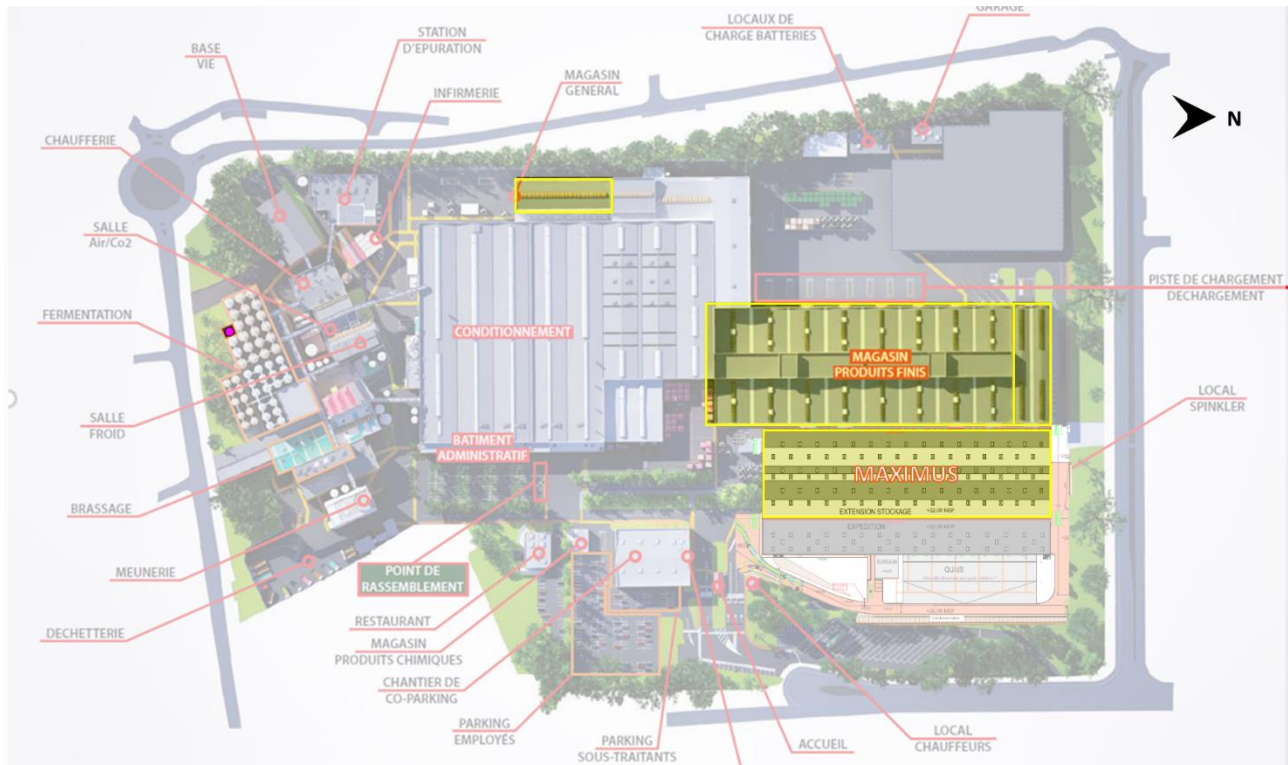 GARAGE
LOCAUX DE
CHARGE BATTERIES
STATION
D'EPURATION
BASE
VIE
MAGASIN
GENERAL
INFIRMERIE
N
CHAUFFERIE
SALLE
Air/Co2
PISTE DE CHARGEMENT
DECHARGEMENT
FERMENTATION
CONDITIONNEMENT
MAGASIN
PRODUITS FINIS
LOCAL
SPINKLER
SALLE
FROID
BATIMENT
ADMINISTRATIF
MAXIMUS
BRASSAGE
EXTENSION STOCKAGE
EXPEDITION
MEUNERIE
POINT DE
RASSEMBLEMENT
BUREAUX
QUAIS
RESTAURANT
DECHETTERIE
MAGASIN
PRODUITS CHIMIQUES
CHANTIER DE
CO-PARKING
PARKING
EMPLOYÉS
PARKING
SOUS-TRAITANTS
ACCUEIL
LOCAL
CHAUFFEURS